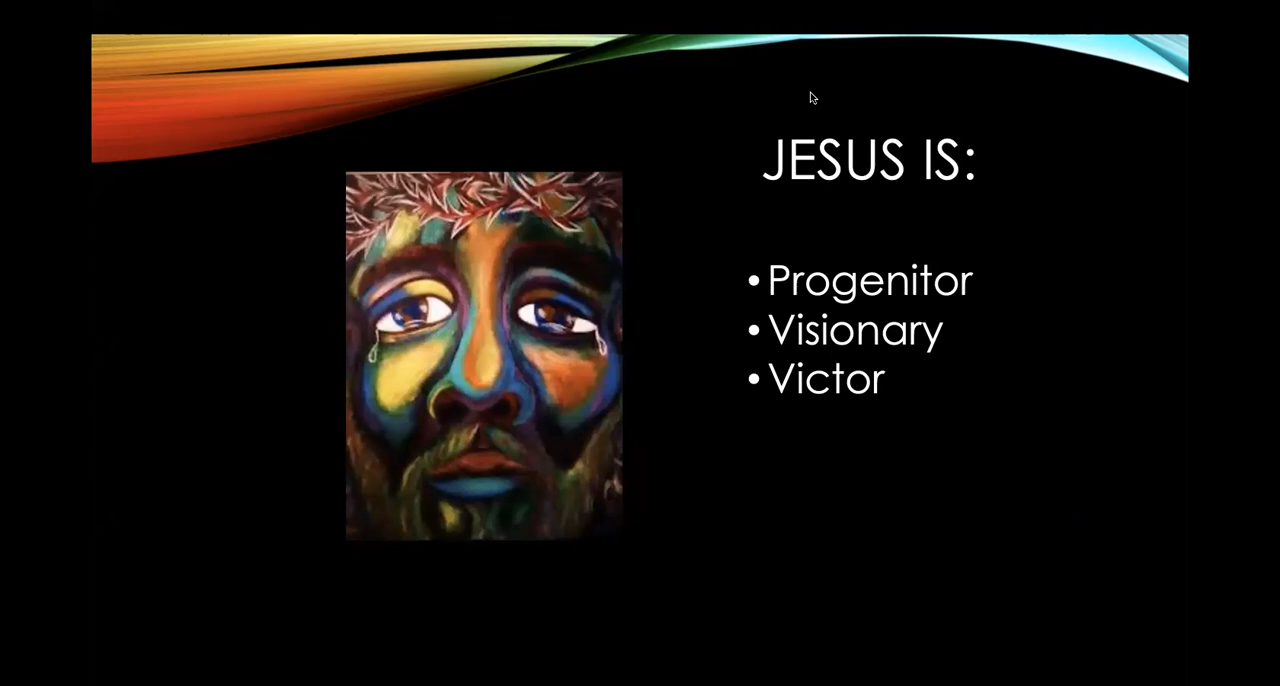 JESUS IS:
• Progenitor
• Visionary
• Victor